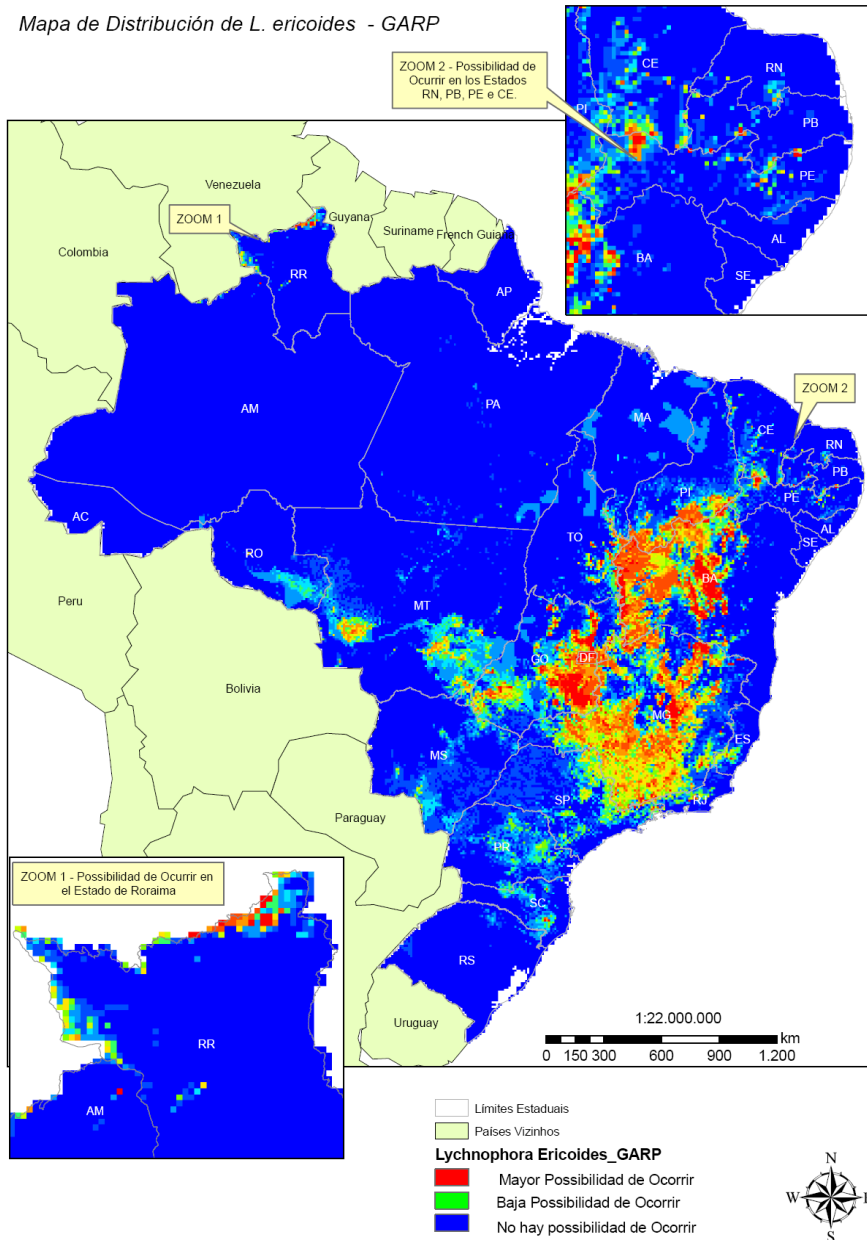 Mapa de Distribución de L. ericoides - GARP
ZOOM 2 - Possibilidad de
Ocurrir en los Estados
RN, PB, PE e CE.
CE
RN
PI
PB
PE
AL
BA
SE
Venezuela
ZOOM 1
Guyana
Suriname
French Guiana
Colombia
RR
AP
AM
PA
MA
ZOOM 2
CE
RN
PB
PE
PI
AL
SE
AC
RO
TO
BA
Peru
MT
GO
DF
Bolivia
MG
ES
MS
SP
RJ
Paraguay
PR
SC
RS
Uruguay
ZOOM 1 - Possibilidad de Ocurrir en
el Estado de Roraima
RR
AM
1:22.000.000
km
0 150 300 600 900 1.200
Límites Estaduais
Países Vizinhos
Lychnophora Ericoides_GARP
Mayor Possibilidad de Ocorrir
Baja Possibilidad de Ocorrir
No hay possibilidad de Ocorrir
N
W E
S